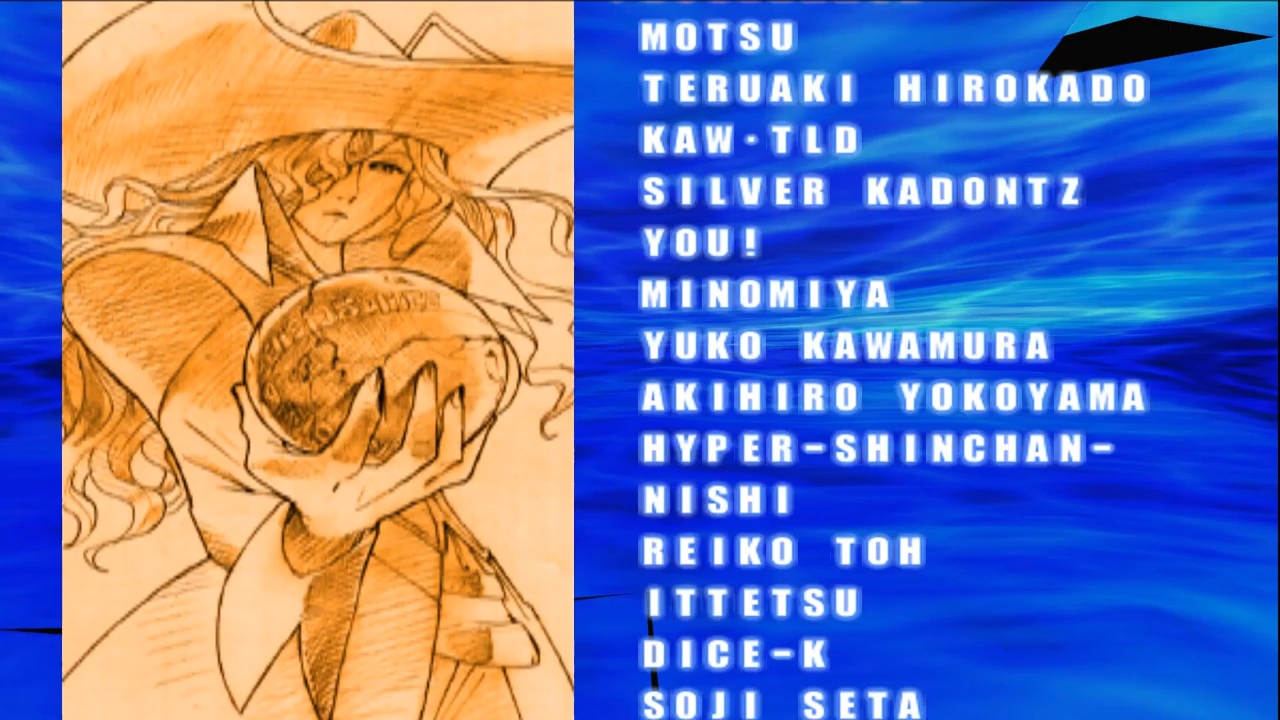 MOTSU
TERUAKI HIROKADO
KAW·TLD
SILVER KADONTZ
YOU!
MINOMIYA
YUKO KAWAMURA
AKIHIRO YOKOYAMA
HYPER-SHINCHAN-
NISHI
REIKO TOH
ITTETSU
DICE-K
SOJI SETA